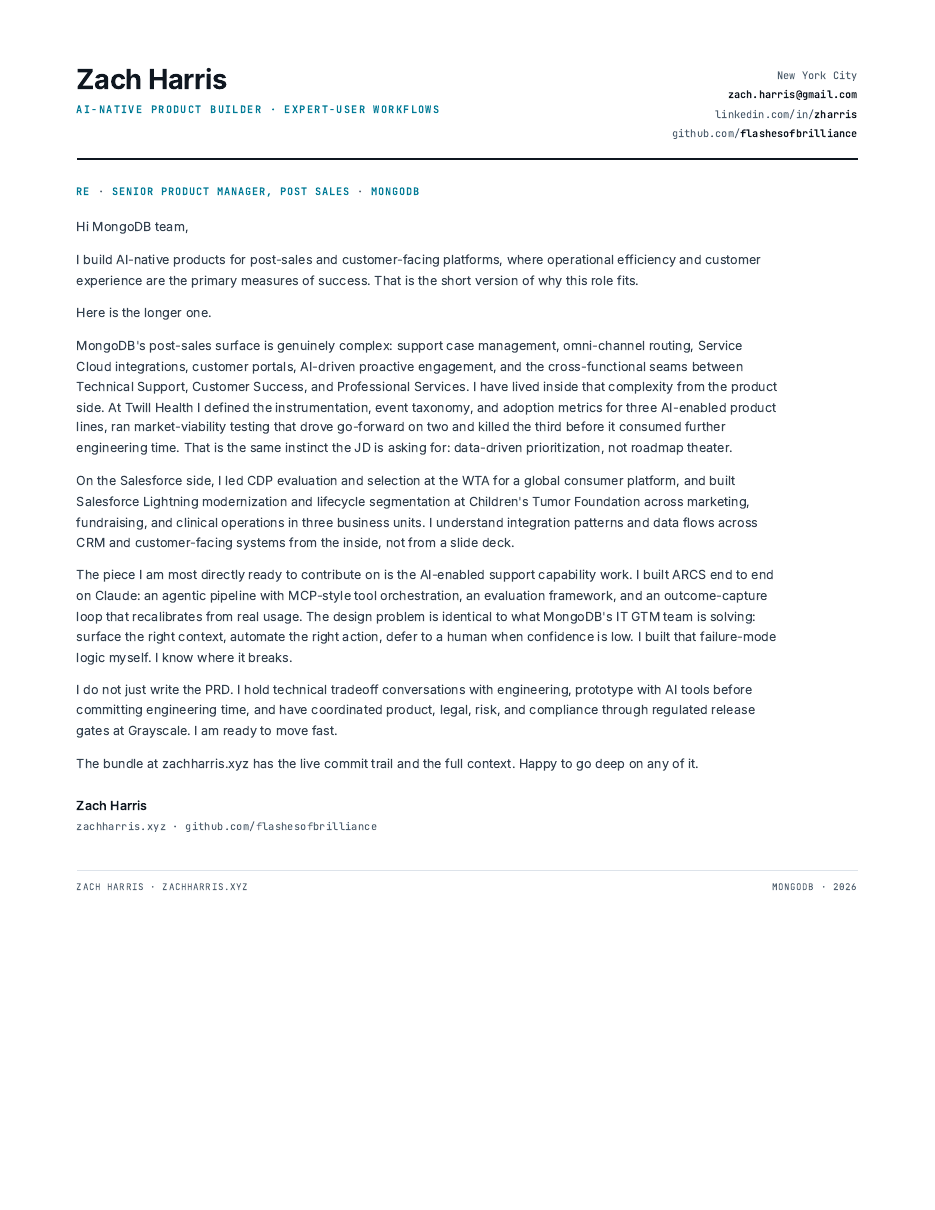 Zach Harris
AI-NATIVE PRODUCT BUILDER · EXPERT-USER WORKFLOWS
New York City
zach.harris@gmail.com
linkedin.com/in/zharris
github.com/flashesofbrilliance
RE · SENIOR PRODUCT MANAGER, POST SALES · MONGODB
Hi MongoDB team,
I build AI-native products for post-sales and customer-facing platforms, where operational efficiency and customer
experience are the primary measures of success. That is the short version of why this role fits.
Here is the longer one.
MongoDB's post-sales surface is genuinely complex: support case management, omni-channel routing, Service
Cloud integrations, customer portals, AI-driven proactive engagement, and the cross-functional seams between
Technical Support, Customer Success, and Professional Services. I have lived inside that complexity from the product
side. At Twill Health I defined the instrumentation, event taxonomy, and adoption metrics for three AI-enabled product
lines, ran market-viability testing that drove go-forward on two and killed the third before it consumed further
engineering time. That is the same instinct the JD is asking for: data-driven prioritization, not roadmap theater.
On the Salesforce side, I led CDP evaluation and selection at the WTA for a global consumer platform, and built
Salesforce Lightning modernization and lifecycle segmentation at Children's Tumor Foundation across marketing,
fundraising, and clinical operations in three business units. I understand integration patterns and data flows across
CRM and customer-facing systems from the inside, not from a slide deck.
The piece I am most directly ready to contribute on is the AI-enabled support capability work. I built ARCS end to end
on Claude: an agentic pipeline with MCP-style tool orchestration, an evaluation framework, and an outcome-capture
loop that recalibrates from real usage. The design problem is identical to what MongoDB's IT GTM team is solving:
surface the right context, automate the right action, defer to a human when confidence is low. I built that failure-mode
logic myself. I know where it breaks.
I do not just write the PRD. I hold technical tradeoff conversations with engineering, prototype with AI tools before
committing engineering time, and have coordinated product, legal, risk, and compliance through regulated release
gates at Grayscale. I am ready to move fast.
The bundle at zachharris.xyz has the live commit trail and the full context. Happy to go deep on any of it.
Zach Harris
zachharris.xyz · github.com/flashesofbrilliance
ZACH HARRIS · ZACHHARRIS.XYZ
MONGODB · 2026